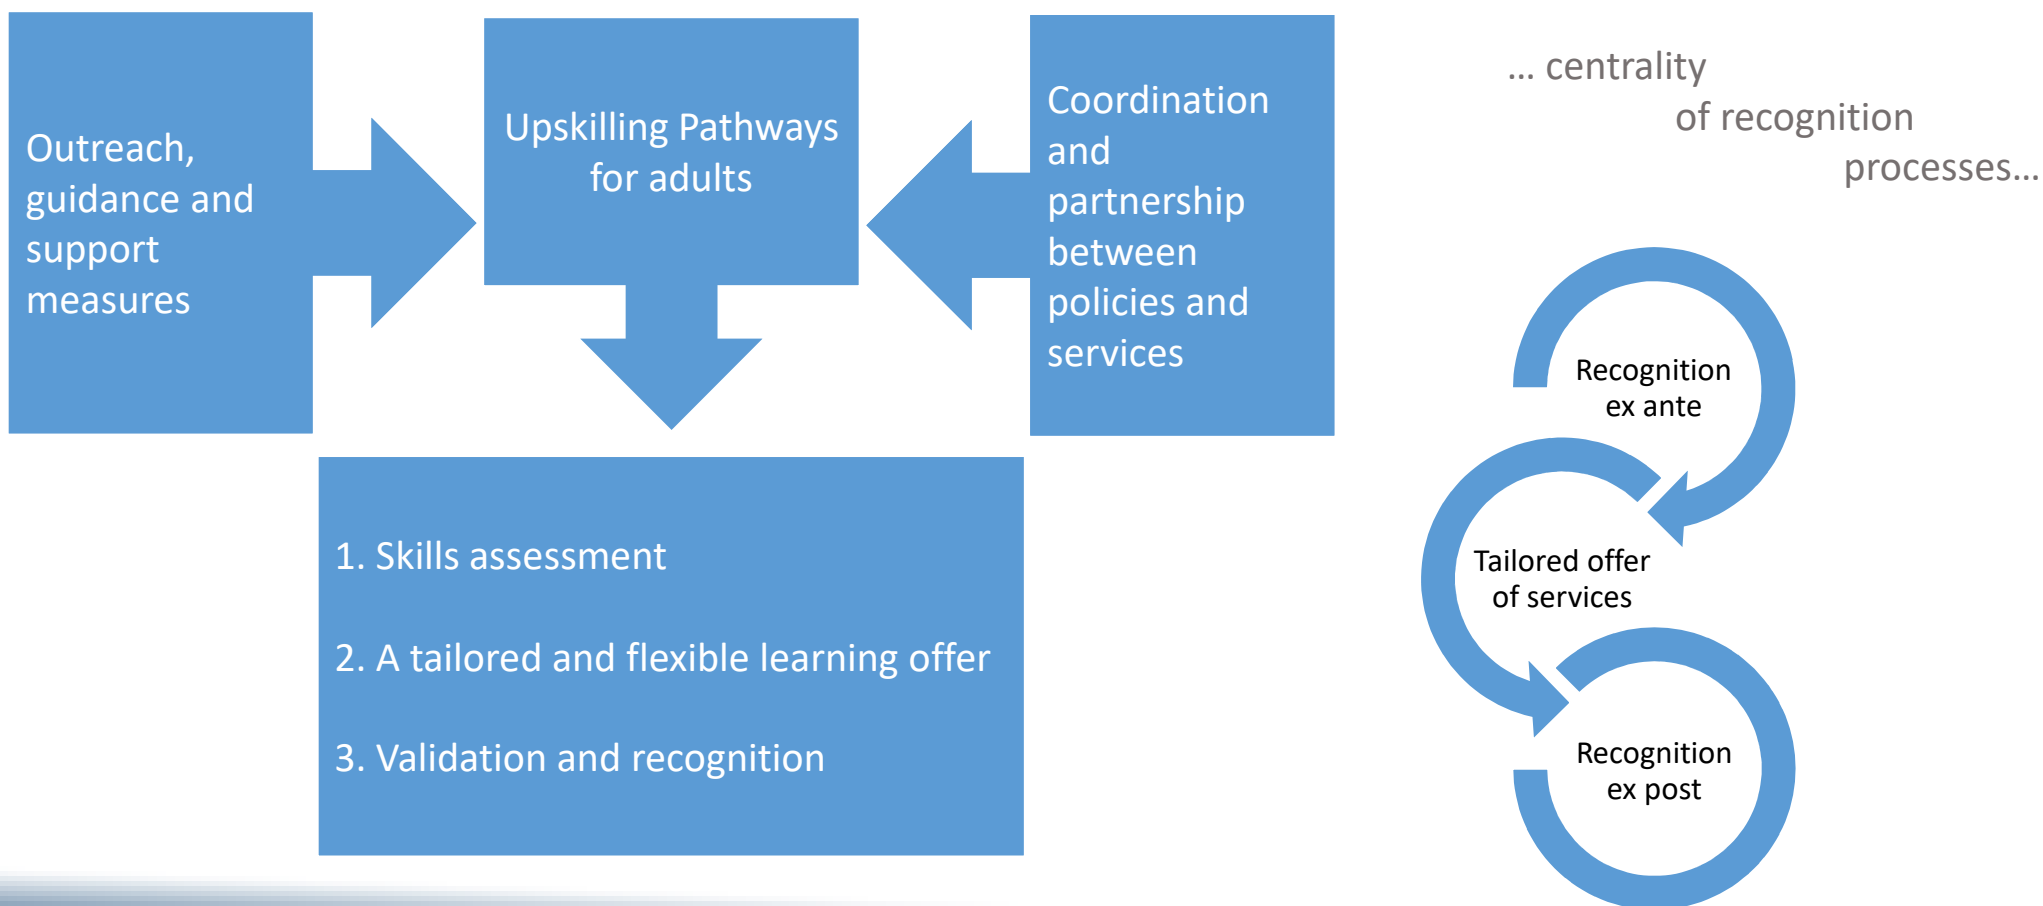 Outreach,
guidance and
support
measures
Upskilling Pathways
for adults
Coordination
and
partnership
between
policies and
services
1. Skills assessment
2. A tailored and flexible learning offer
3. Validation and recognition
... centrality
of recognition
processes...
Recognition
ex ante
Tailored offer
of services
Recognition
ex post